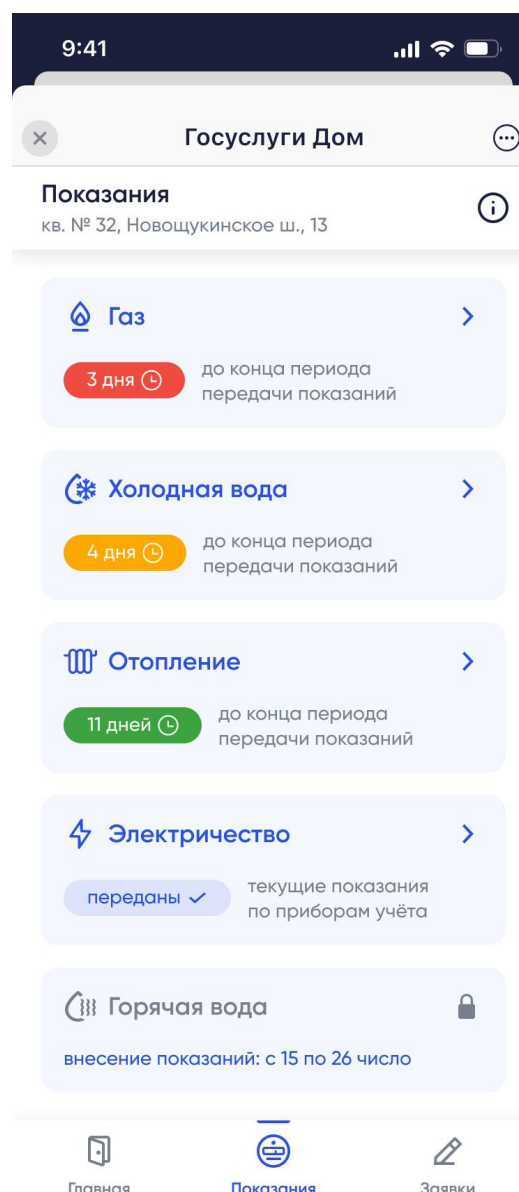 9:41
Госуслуги Дом
Показания
кв. № 32, Новощукинское ш., 13
Газ
3 дня
до конца периода
передачи показаний
Холодная вода
4 дня
до конца периода
передачи показаний
Отопление
11 дней
до конца периода
передачи показаний
Электричество
переданы
текущие показания
по приборам учёта
Горячая вода
внесение показаний: с 15 по 26 число
Главная
Показания
Заявки